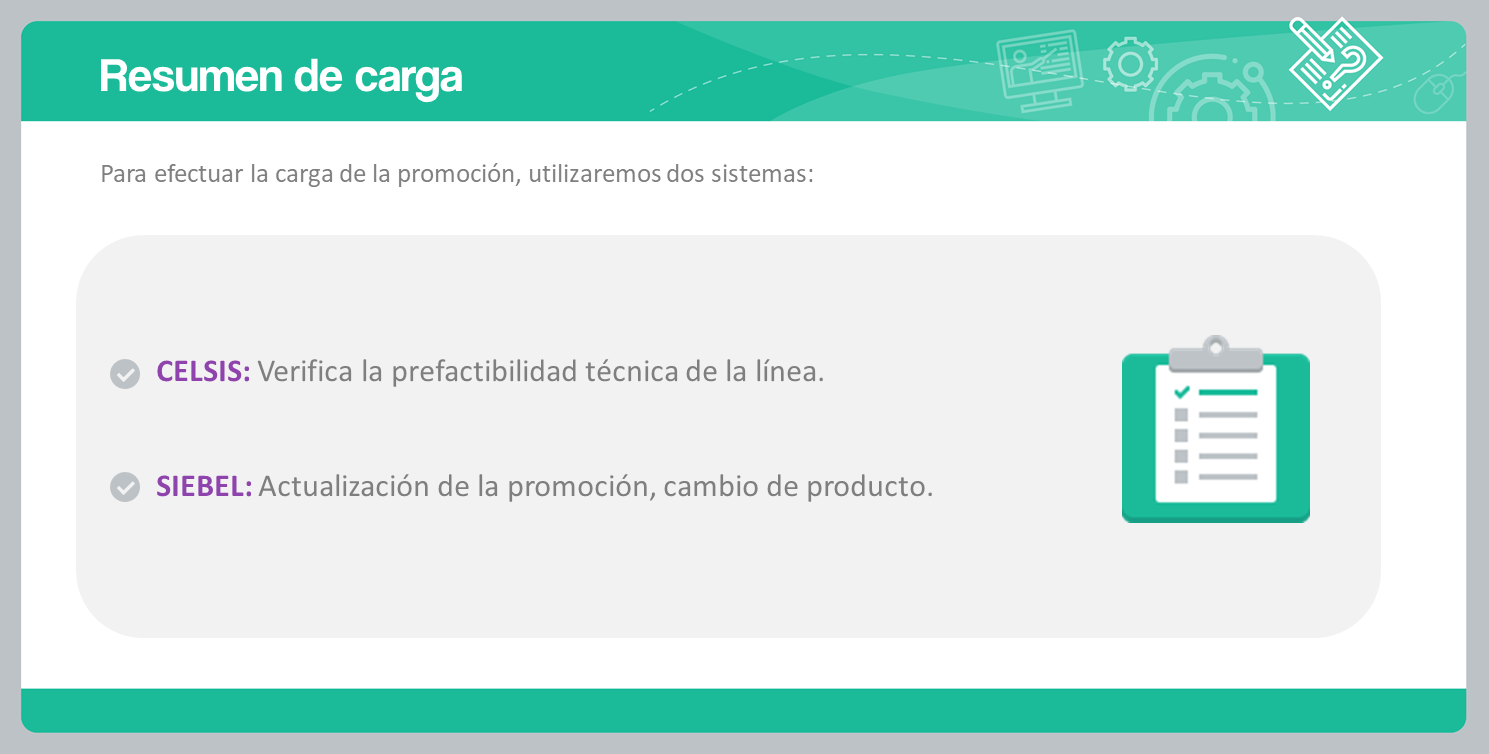 Resumen de carga
Para efectuar la carga de la promoción, utilizaremos dos sistemas:
CELSIS: Verifica la prefactibilidad técnica de la línea.
SIEBEL: Actualización de la promoción, cambio de producto.